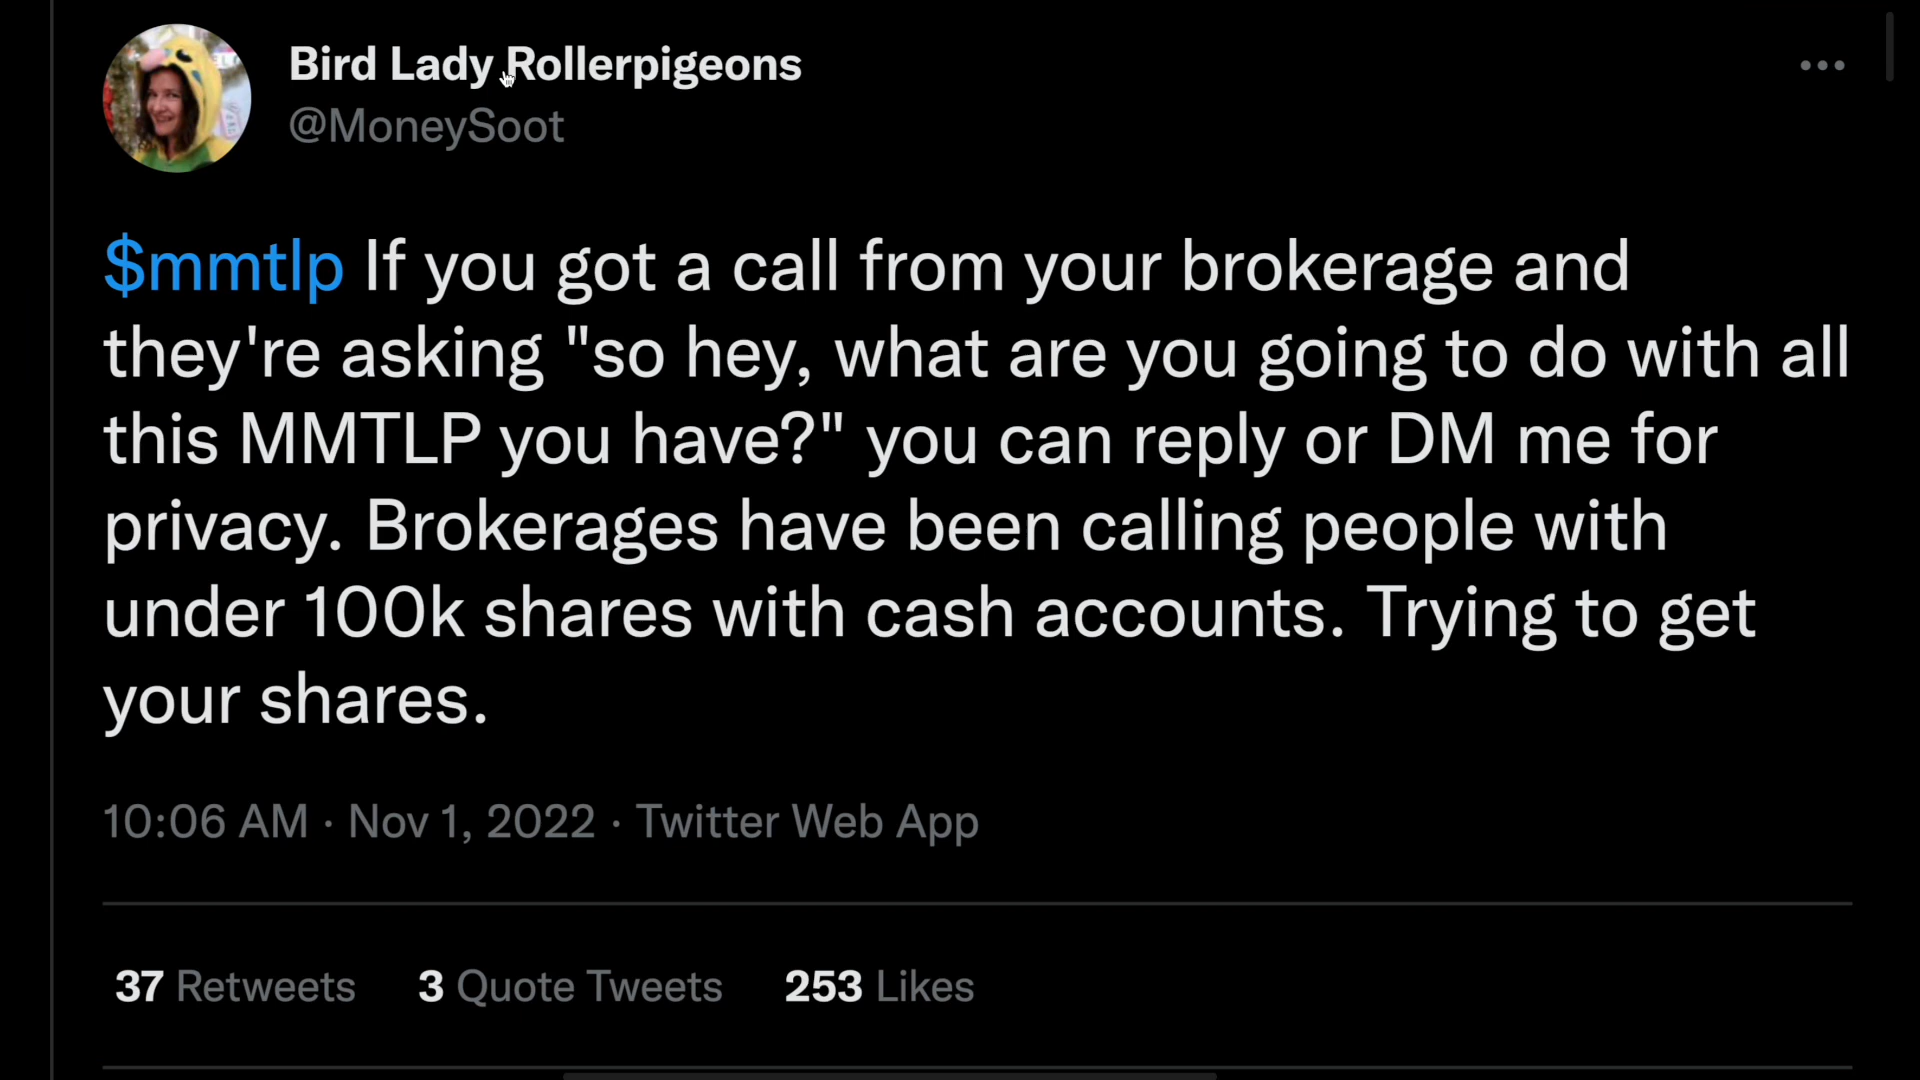 Bird Lady Rollerpigeons
@MoneySoot
$mmtlp If you got a call from your brokerage and
they're asking "so hey, what are you going to do with all
this MMTLP you have?" you can reply or DM me for
privacy. Brokerages have been calling people with
under 100k shares with cash accounts. Trying to get
your shares.
10:06 AM · Nov 1, 2022 · Twitter Web App
37 Retweets 3 Quote Tweets 253 Likes